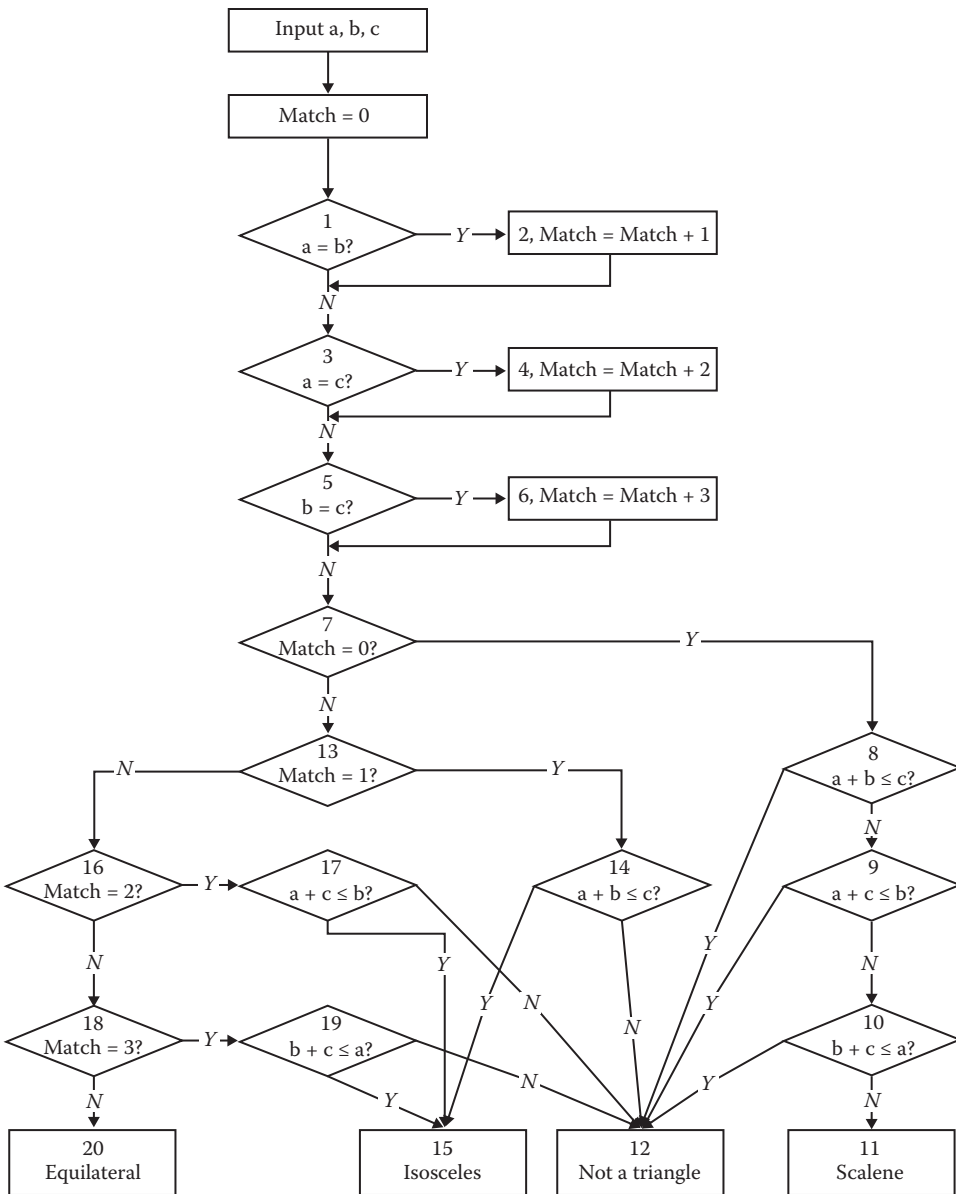 Input a, b, c
Match = 0
1
a = b?
Y
2, Match = Match + 1
N
3
a = c?
Y
4, Match = Match + 2
N
5
b = c?
Y
6, Match = Match + 3
N
7
Match = 0?
Y
N
13
Match = 1?
N
Y
8
a + b ≤ c?
N
16
Match = 2?
Y
17
a + c ≤ b?
14
a + b ≤ c?
9
a + c ≤ b?
Y
N
Y
N
Y
N
Y
N
18
Match = 3?
Y
19
b + c ≤ a?
10
b + c ≤ a?
N
Y
N
Y
N
20
Equilateral
15
Isosceles
12
Not a triangle
11
Scalene